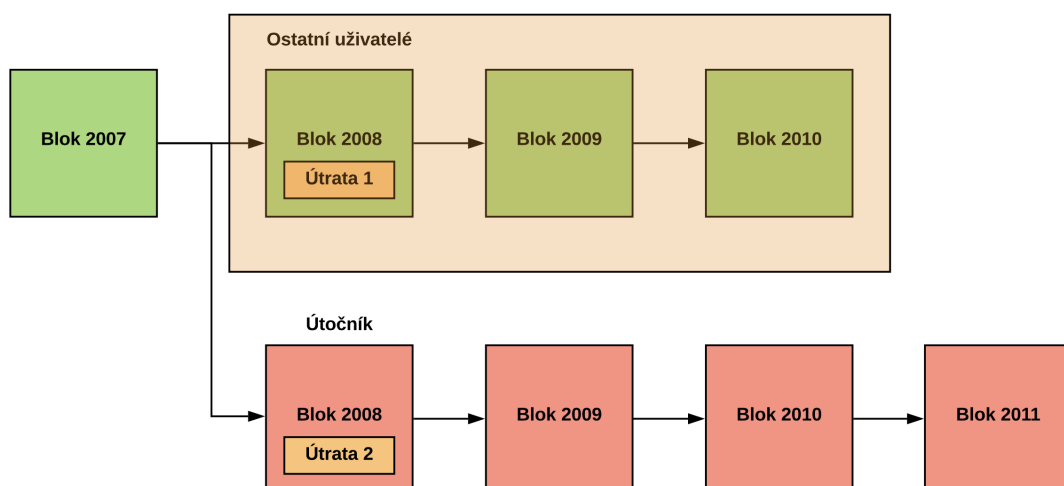 Ostatní uživatelé
Blok 2007
Blok 2008
Blok 2009
Blok 2010
Útrata 1
Útočník
Blok 2008
Blok 2009
Blok 2010
Blok 2011
Útrata 2